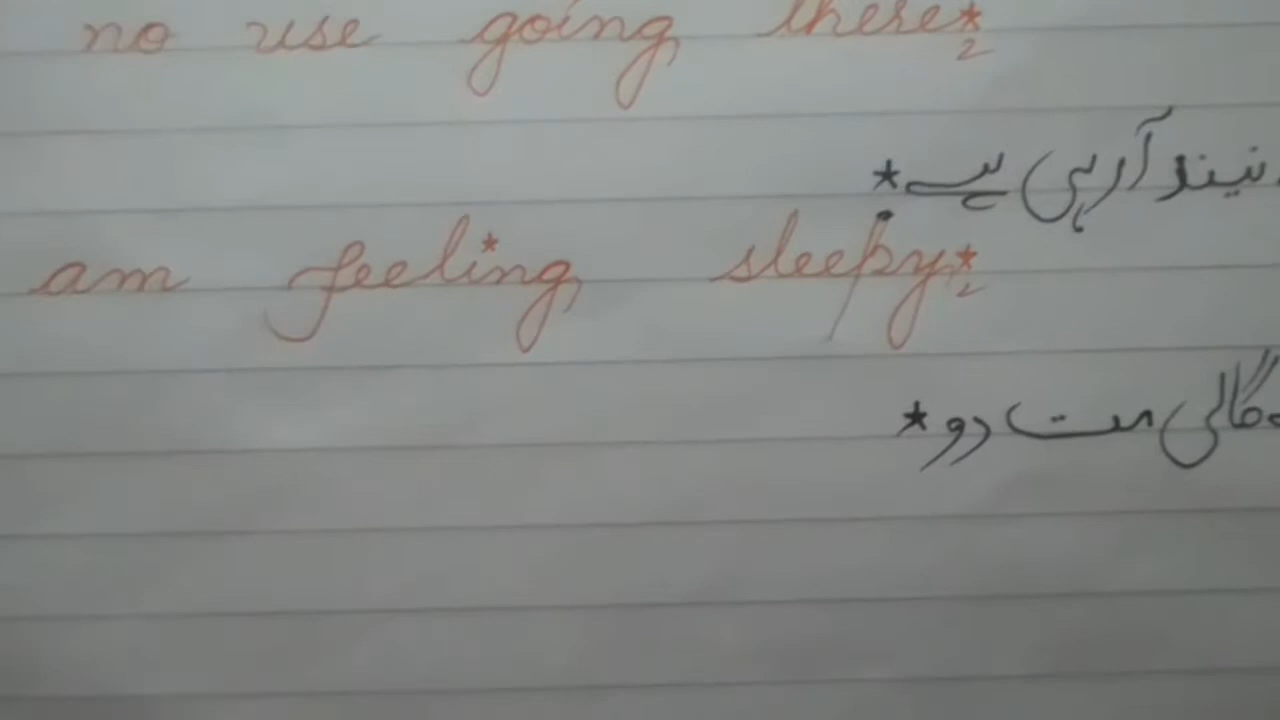 no use going there
نیند آرہی ہے
am feeling sleepy
گالی مت دو